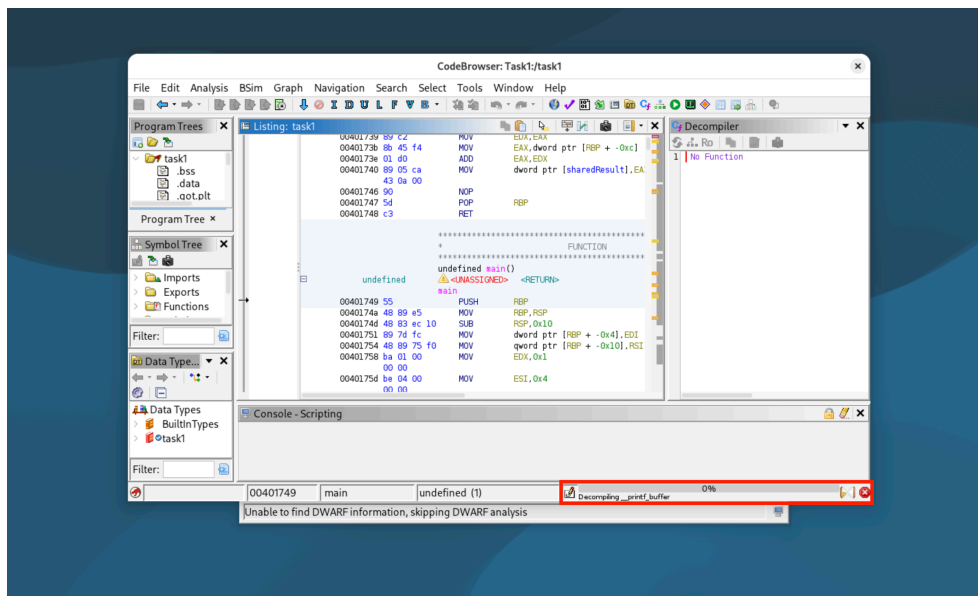 CodeBrowser: Task1:/task1
File Edit Analysis BSim Graph Navigation Search Select Tools Window Help
I D U L F V B
Program Trees
task1
.bss
.data
.got.plt
Program Tree
Symbol Tree
Imports
Exports
Functions
Filter:
Data Type...
Data Types
BuiltInTypes
task1
Filter:
Listing: task1
00401739 89 c2 MOV EDX,EAX
0040173b 8b 45 f4 MOV EAX,dword ptr [RBP + -0xc]
0040173e 01 d0 ADD EAX,EDX
00401740 89 05 ca MOV dword ptr [sharedResult],EA
43 0a 00
00401746 90 NOP
00401747 5d POP RBP
00401748 c3 RET
******************************************
* FUNCTION
******************************************
undefined main()
undefined <UNASSIGNED> <RETURN>
main
00401749 55 PUSH RBP
0040174a 48 89 e5 MOV RBP,RSP
0040174d 48 83 ec 10 SUB RSP,0x10
00401751 89 7d fc MOV dword ptr [RBP + -0x4],EDI
00401754 48 89 75 f0 MOV qword ptr [RBP + -0x10],RSI
00401758 ba 01 00 MOV EDX,0x1
00 00
0040175d be 04 00 MOV ESI,0x4
00 00
Decompiler
Ro
1 No Function
Console - Scripting
00401749 main undefined (1)
0%
Decompiling __printf_buffer
Unable to find DWARF information, skipping DWARF analysis